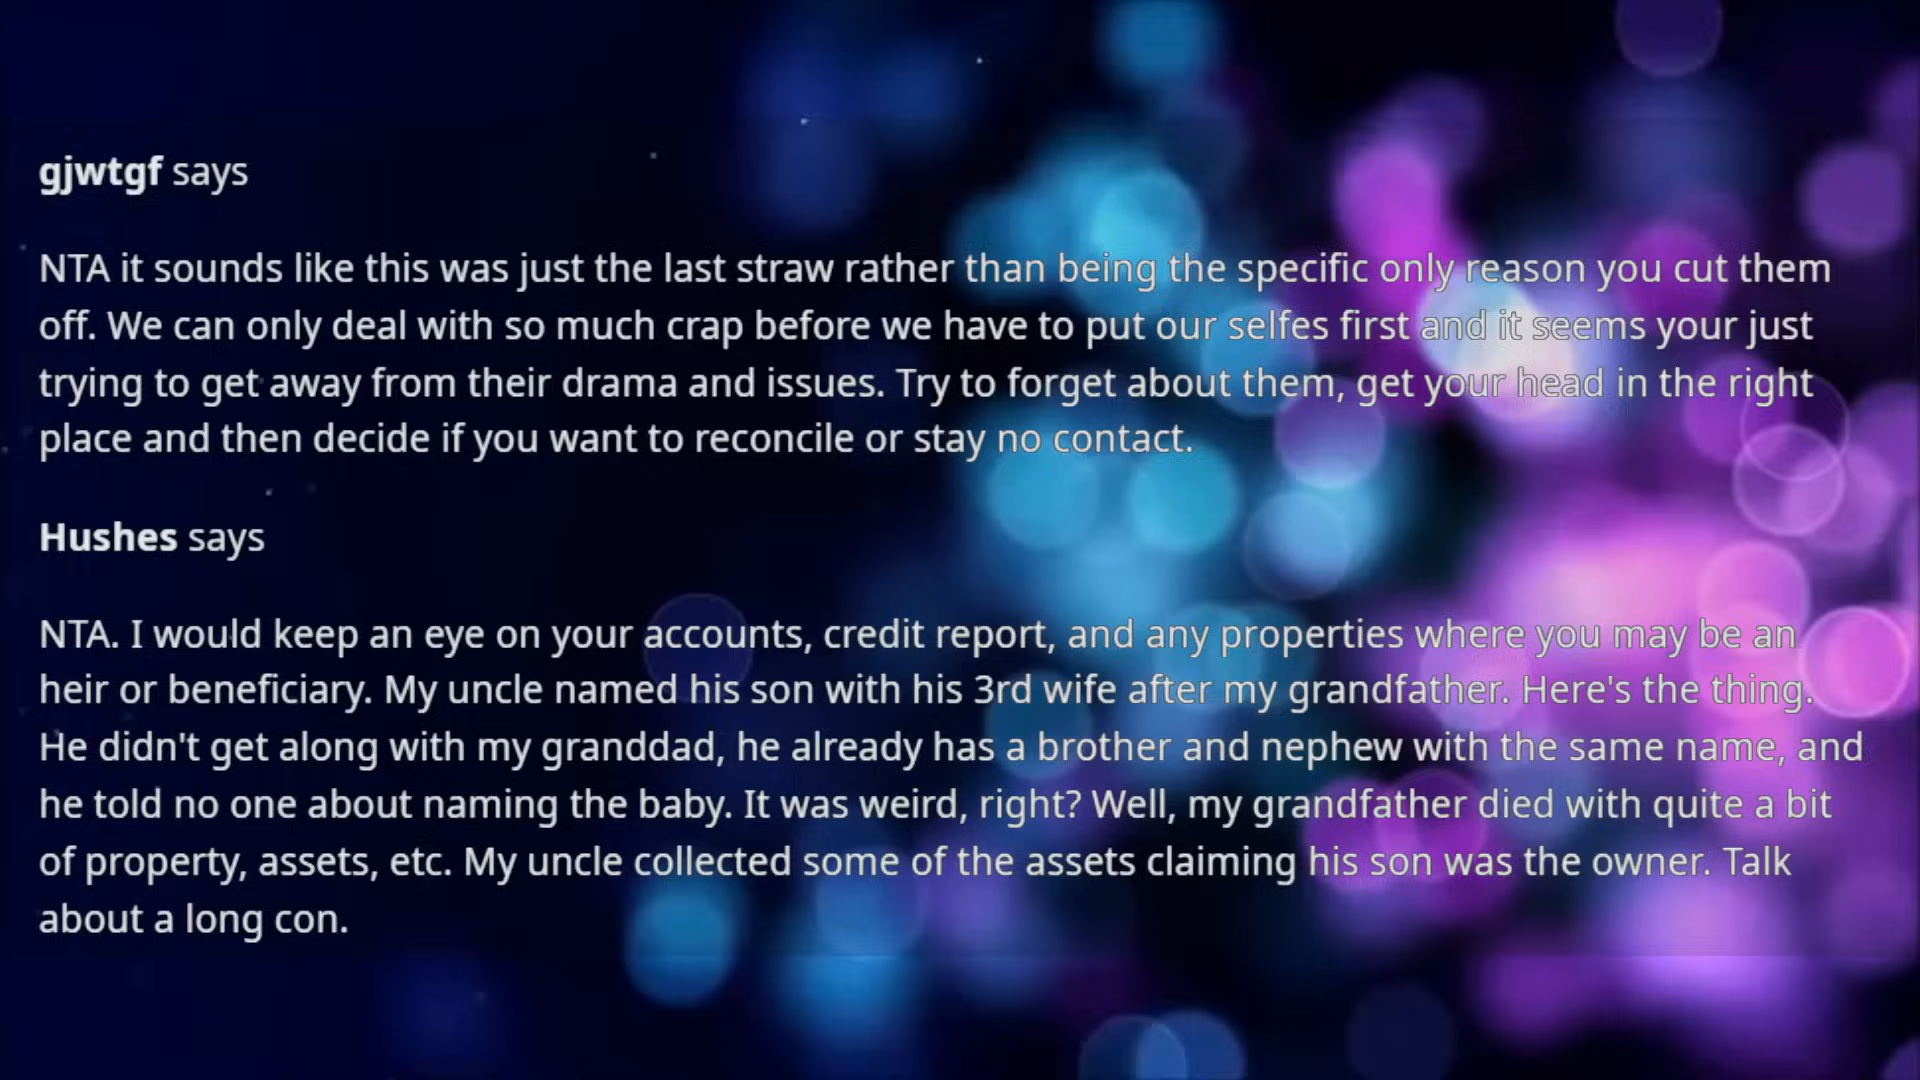 gjwtgf says
NTA it sounds like this was just the last straw rather than being the specific only reason you cut them
off. We can only deal with so much crap before we have to put our selfes first and it seems your just
trying to get away from their drama and issues. Try to forget about them, get your head in the right
place and then decide if you want to reconcile or stay no contact.
Hushes says
NTA. I would keep an eye on your accounts, credit report, and any properties where you may be an
heir or beneficiary. My uncle named his son with his 3rd wife after my grandfather. Here's the thing.
He didn't get along with my granddad, he already has a brother and nephew with the same name, and
he told no one about naming the baby. It was weird, right? Well, my grandfather died with quite a bit
of property, assets, etc. My uncle collected some of the assets claiming his son was the owner. Talk
about a long con.